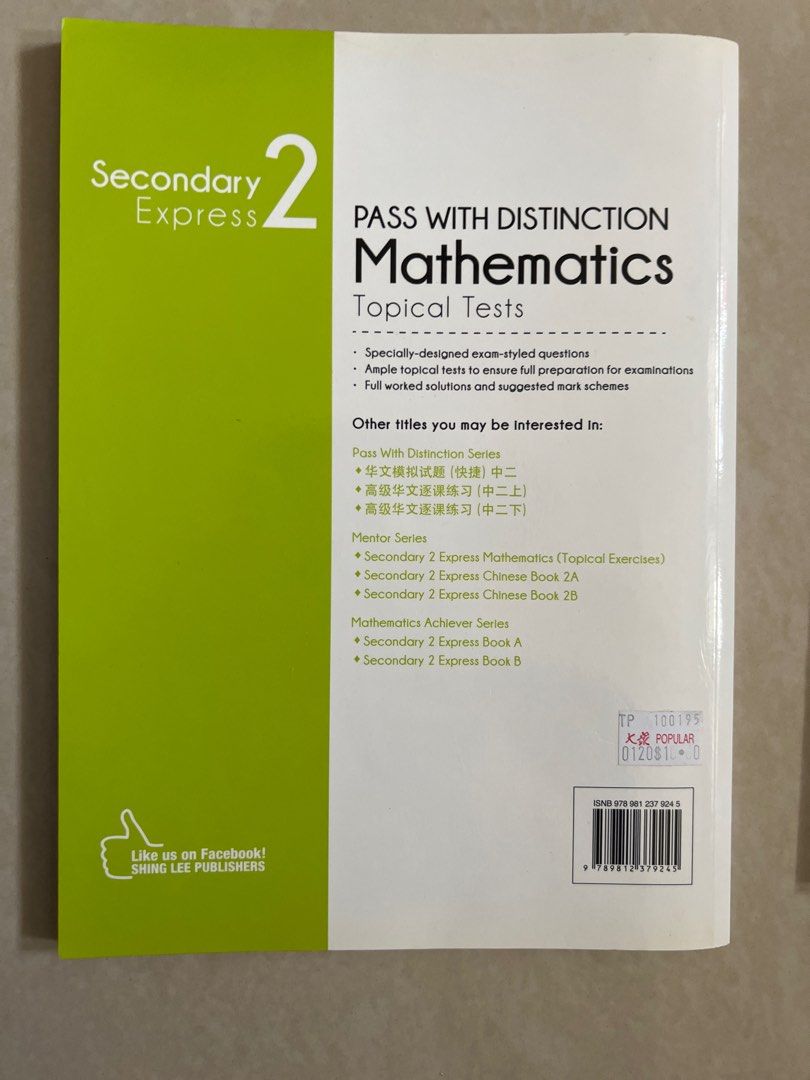 Secondary 2
Express
PASS WITH DISTINCTION
Mathematics
Topical Tests
• Specially-designed exam-styled questions
• Ample topical tests to ensure full preparation for examinations
• Full worked solutions and suggested mark schemes
Other titles you may be interested in:
Pass With Distinction Series
♦ 华文模拟试题 (快捷) 中二
♦ 高级华文逐课练习 (中二上)
♦ 高级华文逐课练习 (中二下)
Mentor Series
♦ Secondary 2 Express Mathematics (Topical Exercises)
♦ Secondary 2 Express Chinese Book 2A
♦ Secondary 2 Express Chinese Book 2B
Mathematics Achiever Series
♦ Secondary 2 Express Book A
♦ Secondary 2 Express Book B
TP 100195
大众 POPULAR
Like us on Facebook!
SHING LEE PUBLISHERS
ISNB 978 981 237 924 5
9 789812 379245